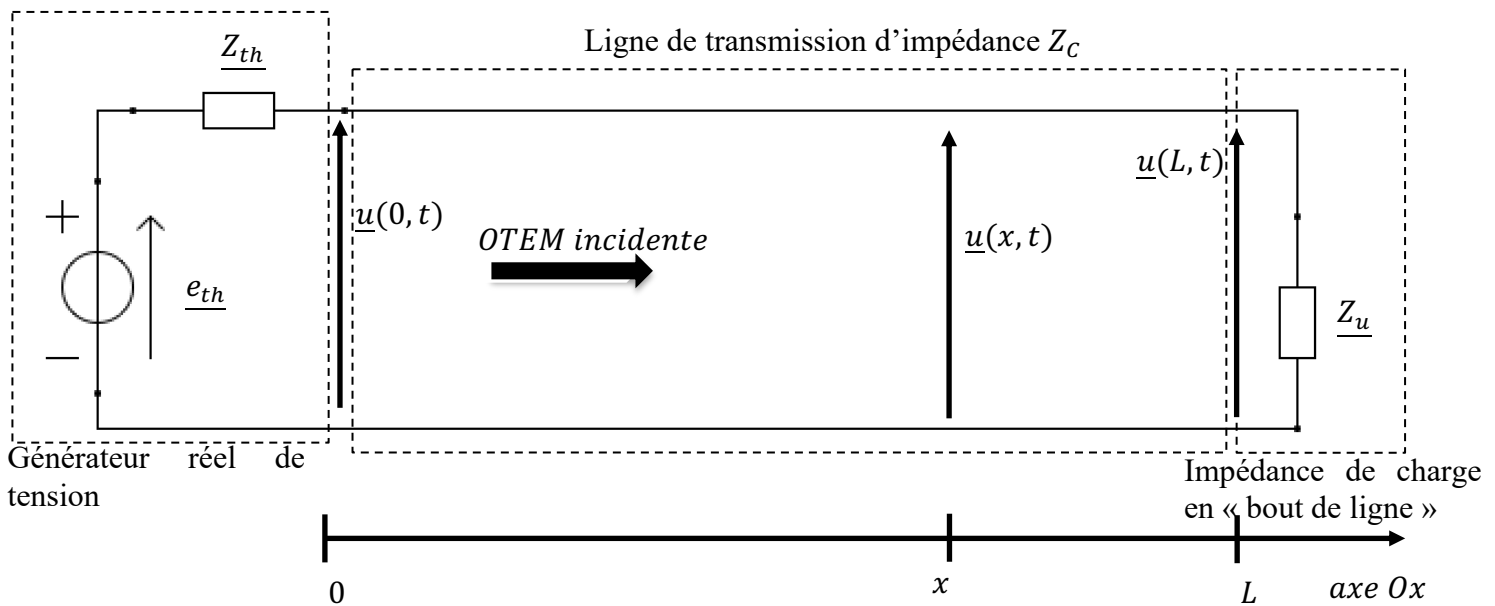 Z_th
Ligne de transmission d’impédance Z_C
+
e_th
−
u(0, t)
OTEM incidente
u(x, t)
u(L, t)
Z_u
Générateur réel de
tension
Impédance de charge
en « bout de ligne »
0
x
L
axe Ox